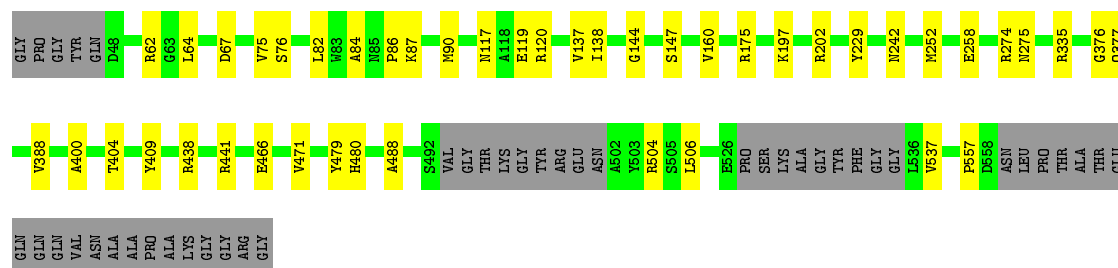 GLY PRO GLY TYR GLN D48 R62 G63 L64 D67 V75 S76 L82 W83 A84 N85 P86 K87 M90 N117 A118 E119 R120 V137 I138 G144 S147 V160 R175 K197 R202 Y229 N242 M252 E258 R274 N275 R335 G376 Q377
V388 A400 T404 Y409 R438 R441 E466 V471 Y479 H480 A488 S492 VAL GLY THR LYS GLY TYR ARG GLU ASN A502 Y503 R504 S505 L506 E526 PRO SER LYS ALA GLY TYR PHE GLY GLY L536 V537 P557 D558 ASN LEU PRO THR ALA THR GLU
GLN GLN GLN VAL ASN ALA ALA PRO ALA LYS GLY GLY ARG GLY